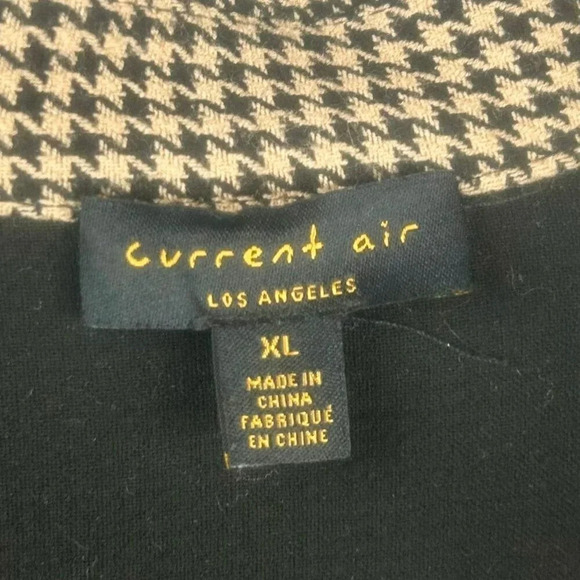 current air
LOS ANGELES
XL
MADE IN
CHINA
FABRIQUÉ
EN CHINE